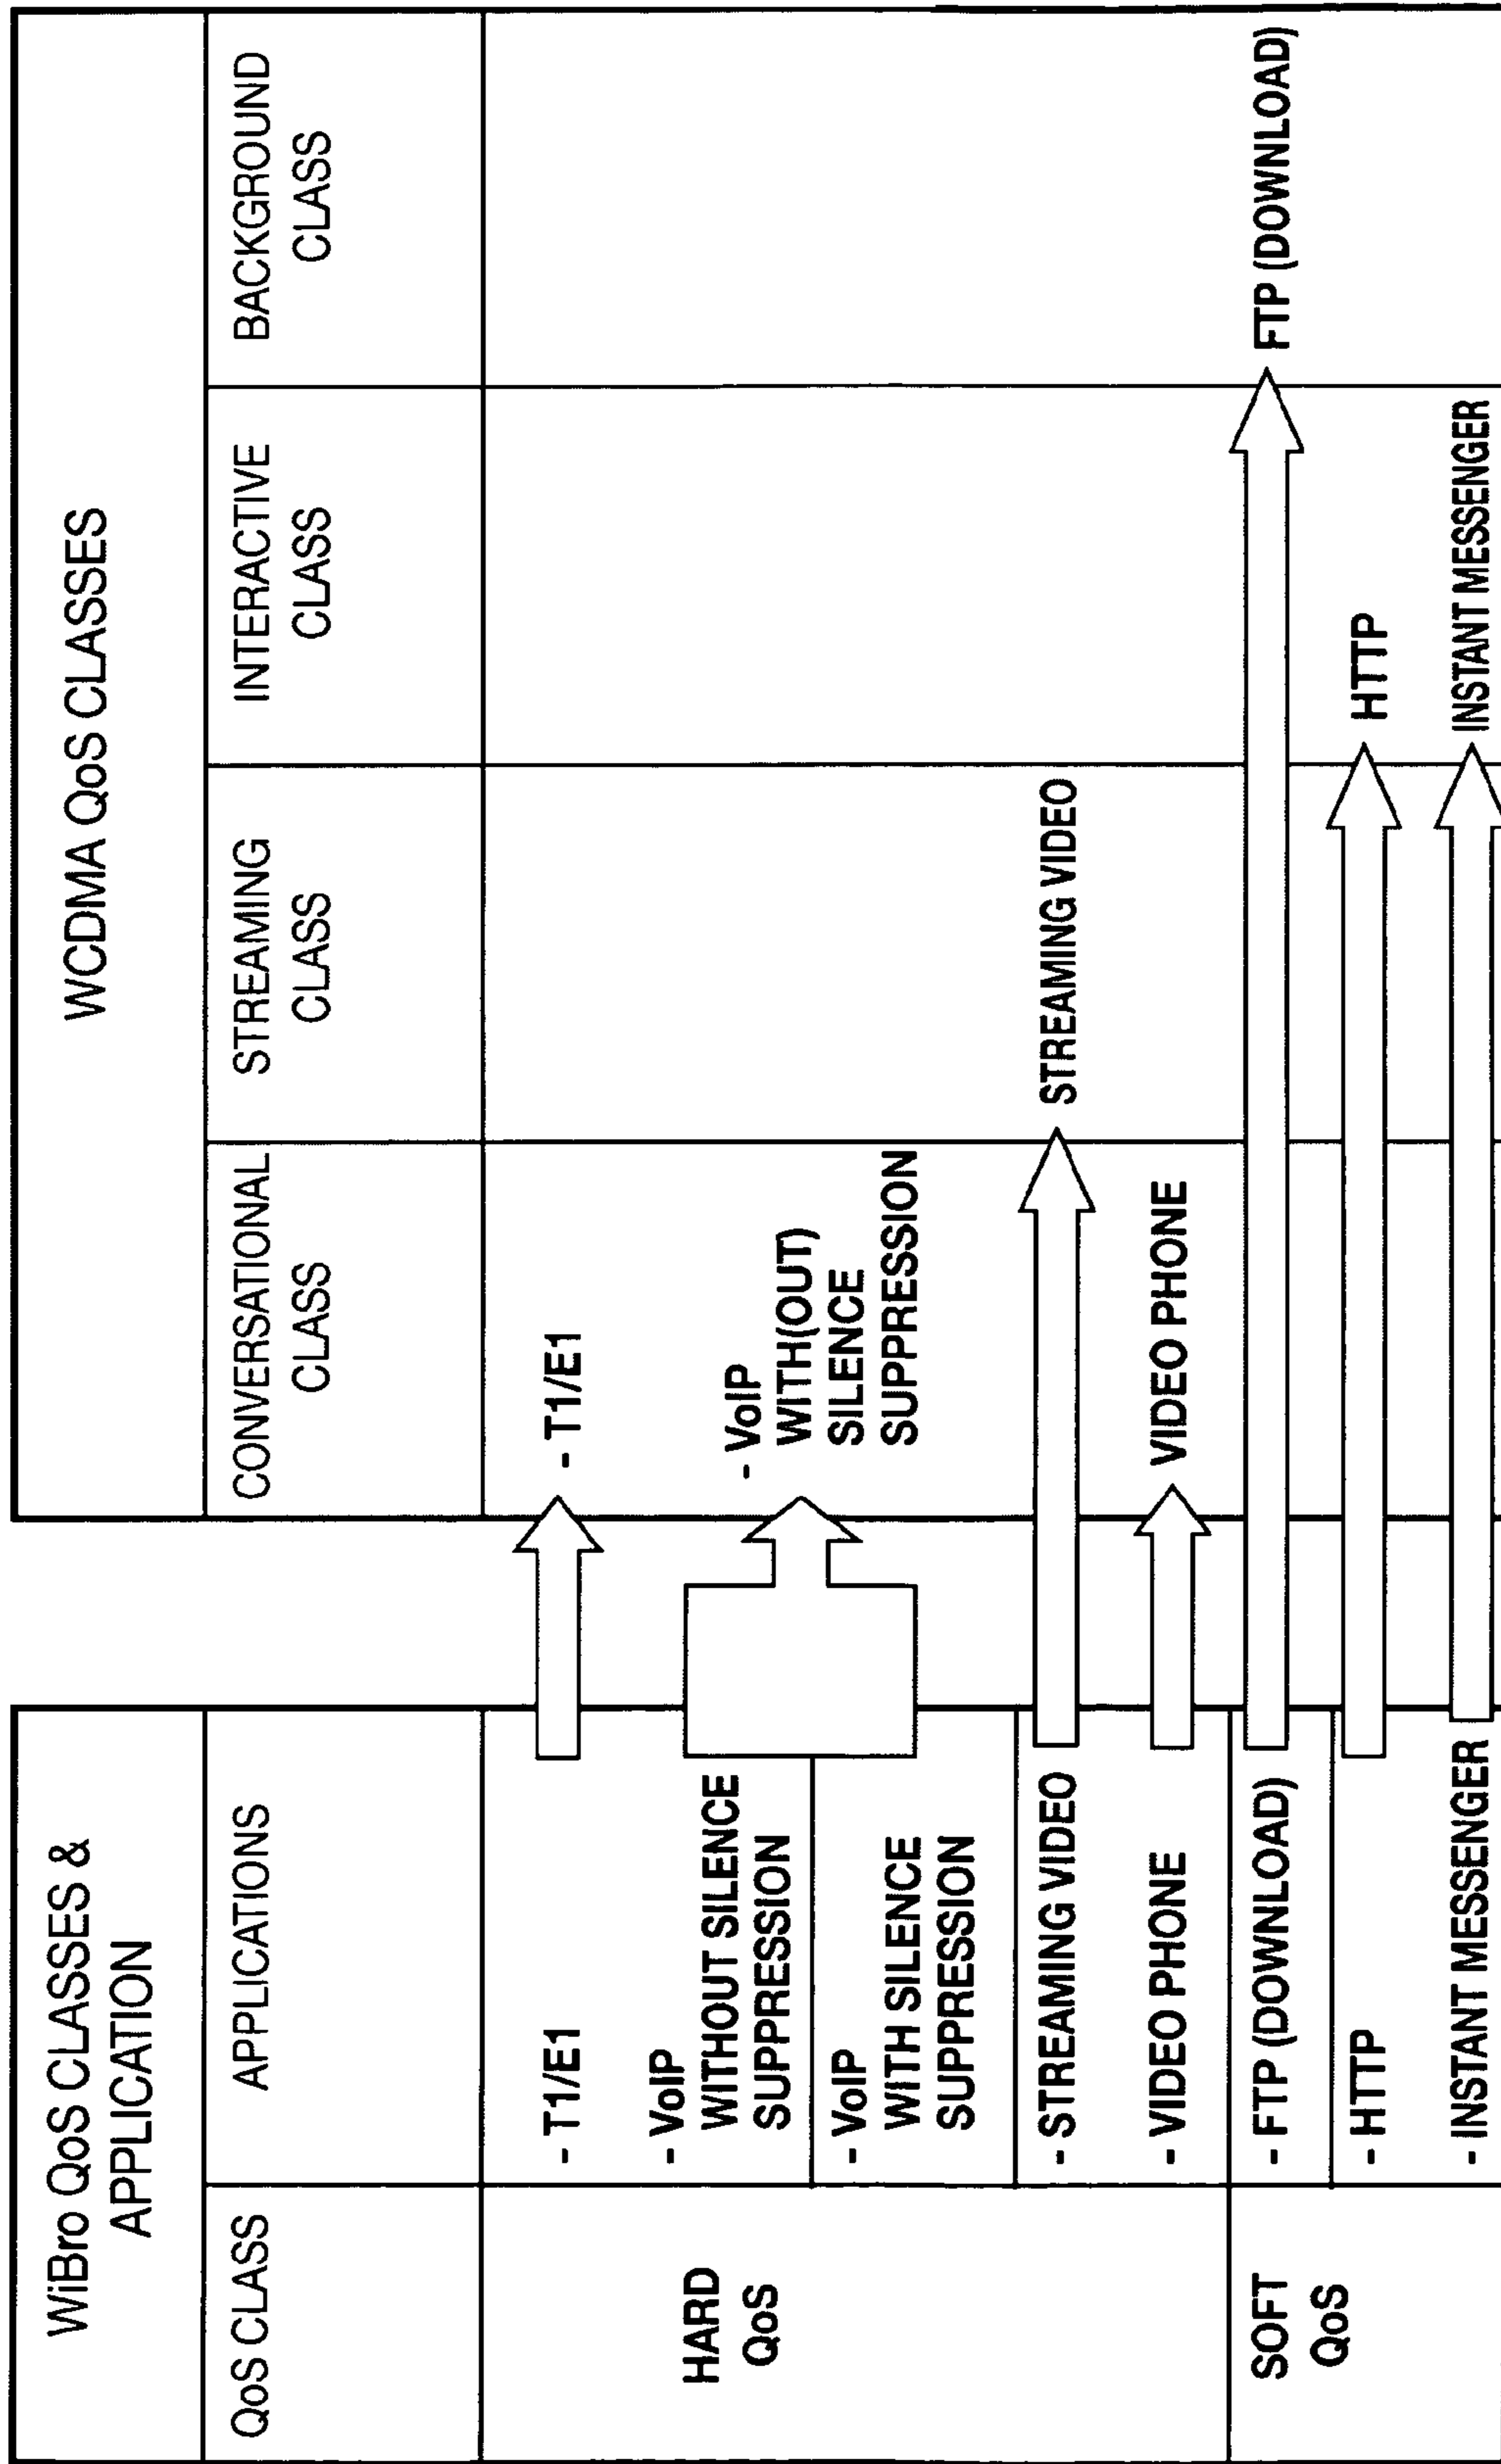 WiBro QoS CLASSES &
APPLICATION
WCDMA QoS CLASSES
QoS CLASS
APPLICATIONS
CONVERSATIONAL
CLASS
STREAMING
CLASS
INTERACTIVE
CLASS
BACKGROUND
CLASS
HARD
QoS
- T1/E1
- T1/E1
- VoIP
WITHOUT SILENCE
SUPPRESSION
- VoIP
WITH SILENCE
SUPPRESSION
- VoIP
WITH(OUT)
SILENCE
SUPPRESSION
- STREAMING VIDEO
STREAMING VIDEO
- VIDEO PHONE
VIDEO PHONE
SOFT
QoS
- FTP (DOWNLOAD)
FTP (DOWNLOAD)
- HTTP
HTTP
- INSTANT MESSENGER
INSTANT MESSENGER